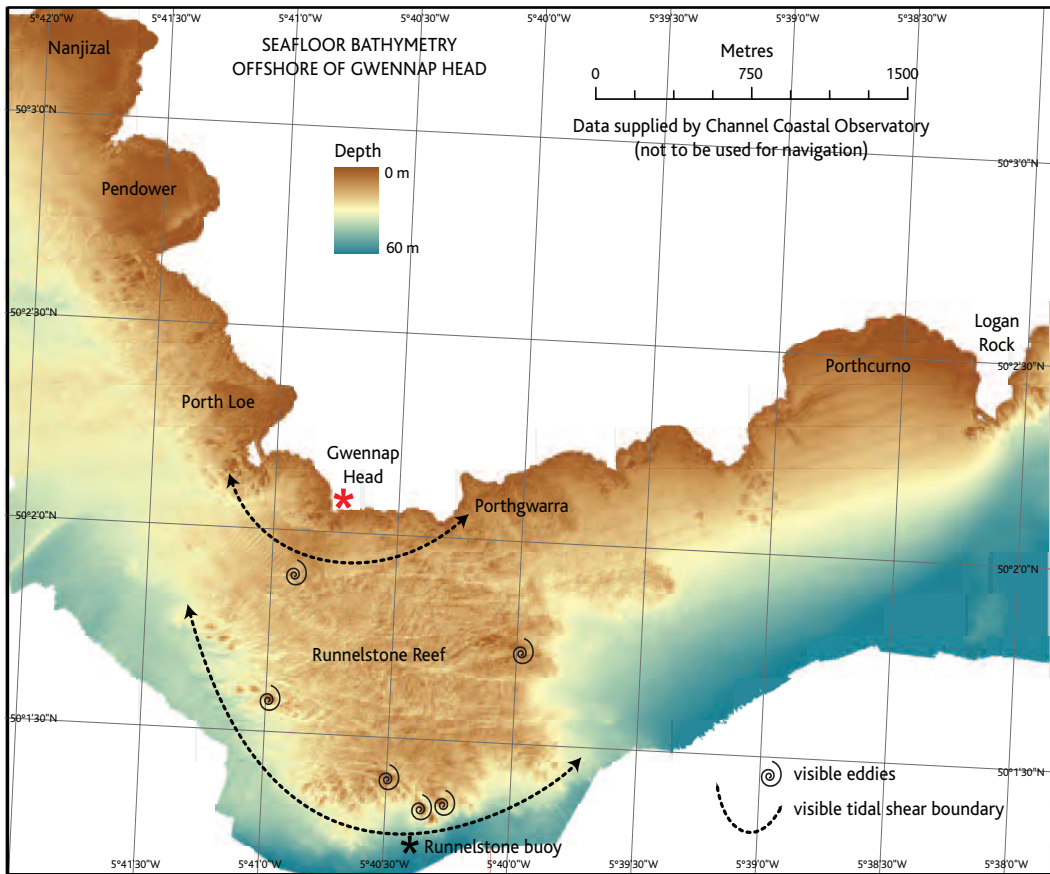 5°42'0"W
5°41'30"W
5°41'0"W
5°40'30"W
5°40'0"W
5°39'30"W
5°39'0"W
5°38'30"W
Nanjizal
SEAFLOOR BATHYMETRY
OFFSHORE OF GWENNAP HEAD
Metres
0
750
1500
50°3'0"N
Data supplied by Channel Coastal Observatory
(not to be used for navigation)
50°3'0"N
Depth
0 m
60 m
Pendower
50°2'30"N
Logan
Rock
Porthcurno
50°2'30"N
Porth Loe
Gwennap
Head
Porthgwarra
50°2'0"N
50°2'0"N
Runnelstone Reef
50°1'30"N
50°1'30"N
visible eddies
visible tidal shear boundary
Runnelstone buoy
5°41'30"W
5°41'0"W
5°40'30"W
5°40'0"W
5°39'30"W
5°39'0"W
5°38'30"W
5°38'0"W